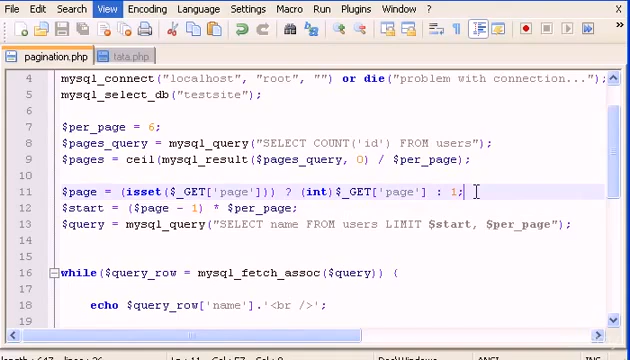 Search View Encoding Language Settings Macro Run Plugins Window ?
pagination.php tata.php
4 mysql_connect("localhost", "root", "") or die("problem with connection...");
5 mysql_select_db("testsite");
6
7 $per_page = 6;
8 $pages_query = mysql_query("SELECT COUNT('id') FROM users");
9 $pages = ceil(mysql_result($pages_query, 0) / $per_page);
10
11 $page = (isset($_GET['page'])) ? (int)$_GET['page'] : 1;
12 $start = ($page - 1) * $per_page;
13 $query = mysql_query("SELECT name FROM users LIMIT $start, $per_page");
14
15
16 while($query_row = mysql_fetch_assoc($query)) {
17
18 echo $query_row['name'].'<br />';
19